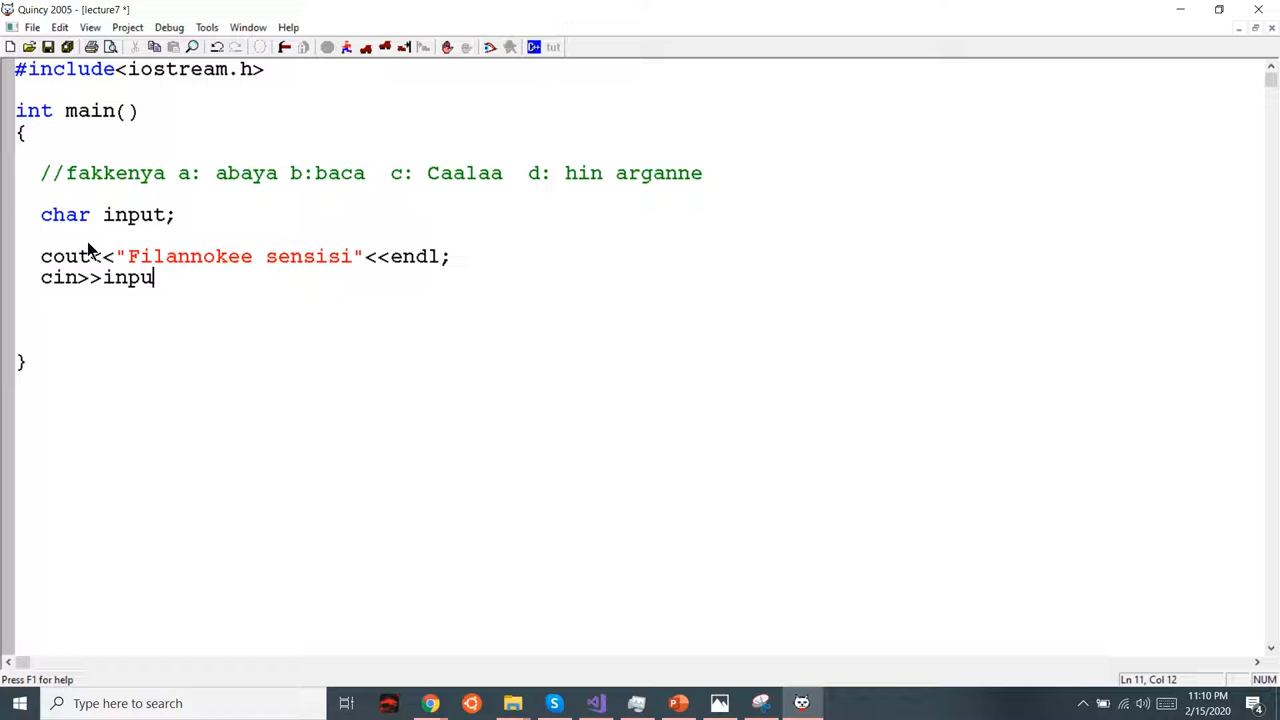 Quincy 2005 - [lecture7 *]
File Edit View Project Debug Tools Window Help
C++ tut
#include<iostream.h>
int main()
{
//fakkenya a: abaya b:baca c: Caalaa d: hin arganne
char input;
cout<<"Filannokee sensisi"<<endl;
cin>>inpu
}
Press F1 for help
Ln 11, Col 12
NUM
Type here to search
11:10 PM
2/15/2020